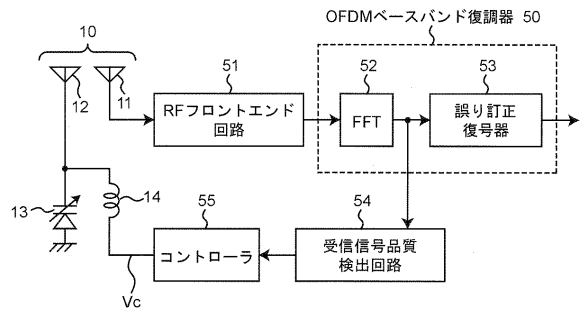 OFDMベースバンド復調器 50
10
12
11
51
RFフロントエンド
回路
52
FFT
53
誤り訂正
復号器
13
14
55
コントローラ
54
受信信号品質
検出回路
Vc